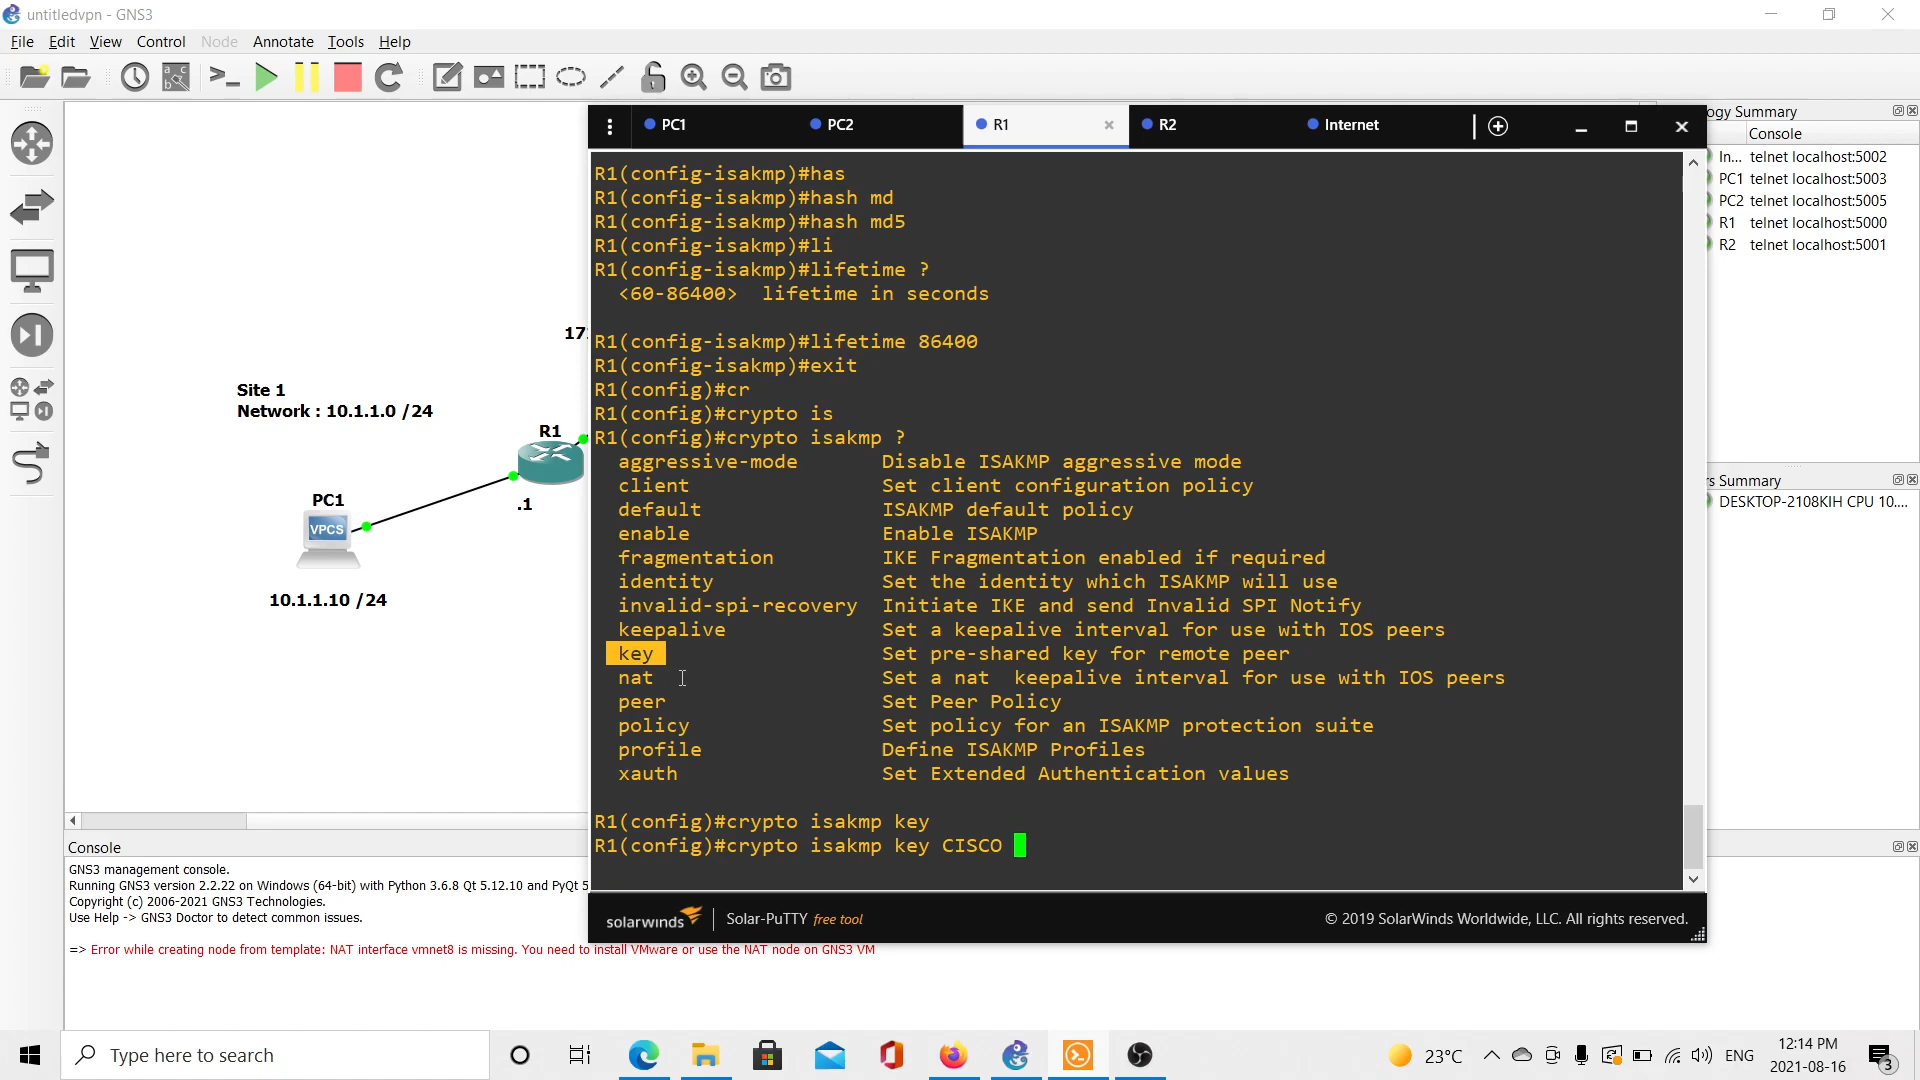 untitledvpn - GNS3
File Edit View Control Node Annotate Tools Help
PC1 PC2 R1 × R2 Internet
R1(config-isakmp)#has
R1(config-isakmp)#hash md
R1(config-isakmp)#hash md5
R1(config-isakmp)#li
R1(config-isakmp)#lifetime ?
<60-86400> lifetime in seconds
R1(config-isakmp)#lifetime 86400
R1(config-isakmp)#exit
R1(config)#cr
R1(config)#crypto is
R1(config)#crypto isakmp ?
aggressive-mode Disable ISAKMP aggressive mode
client Set client configuration policy
default ISAKMP default policy
enable Enable ISAKMP
fragmentation IKE Fragmentation enabled if required
identity Set the identity which ISAKMP will use
invalid-spi-recovery Initiate IKE and send Invalid SPI Notify
keepalive Set a keepalive interval for use with IOS peers
key Set pre-shared key for remote peer
nat Set a nat keepalive interval for use with IOS peers
peer Set Peer Policy
policy Set policy for an ISAKMP protection suite
profile Define ISAKMP Profiles
xauth Set Extended Authentication values
R1(config)#crypto isakmp key
R1(config)#crypto isakmp key CISCO
solarwinds Solar-PuTTY free tool © 2019 SolarWinds Worldwide, LLC. All rights reserved.
17
Site 1
Network : 10.1.1.0 /24
R1
.1
PC1
VPCS
10.1.1.10 /24
ogy Summary
Console
In... telnet localhost:5002
PC1 telnet localhost:5003
PC2 telnet localhost:5005
R1 telnet localhost:5000
R2 telnet localhost:5001
rs Summary
DESKTOP-2108KIH CPU 10....
Console
GNS3 management console.
Running GNS3 version 2.2.22 on Windows (64-bit) with Python 3.6.8 Qt 5.12.10 and PyQt 5
Copyright (c) 2006-2021 GNS3 Technologies.
Use Help -> GNS3 Doctor to detect common issues.
=> Error while creating node from template: NAT interface vmnet8 is missing. You need to install VMware or use the NAT node on GNS3 VM
Type here to search
23°C
ENG
12:14 PM
2021-08-16
3